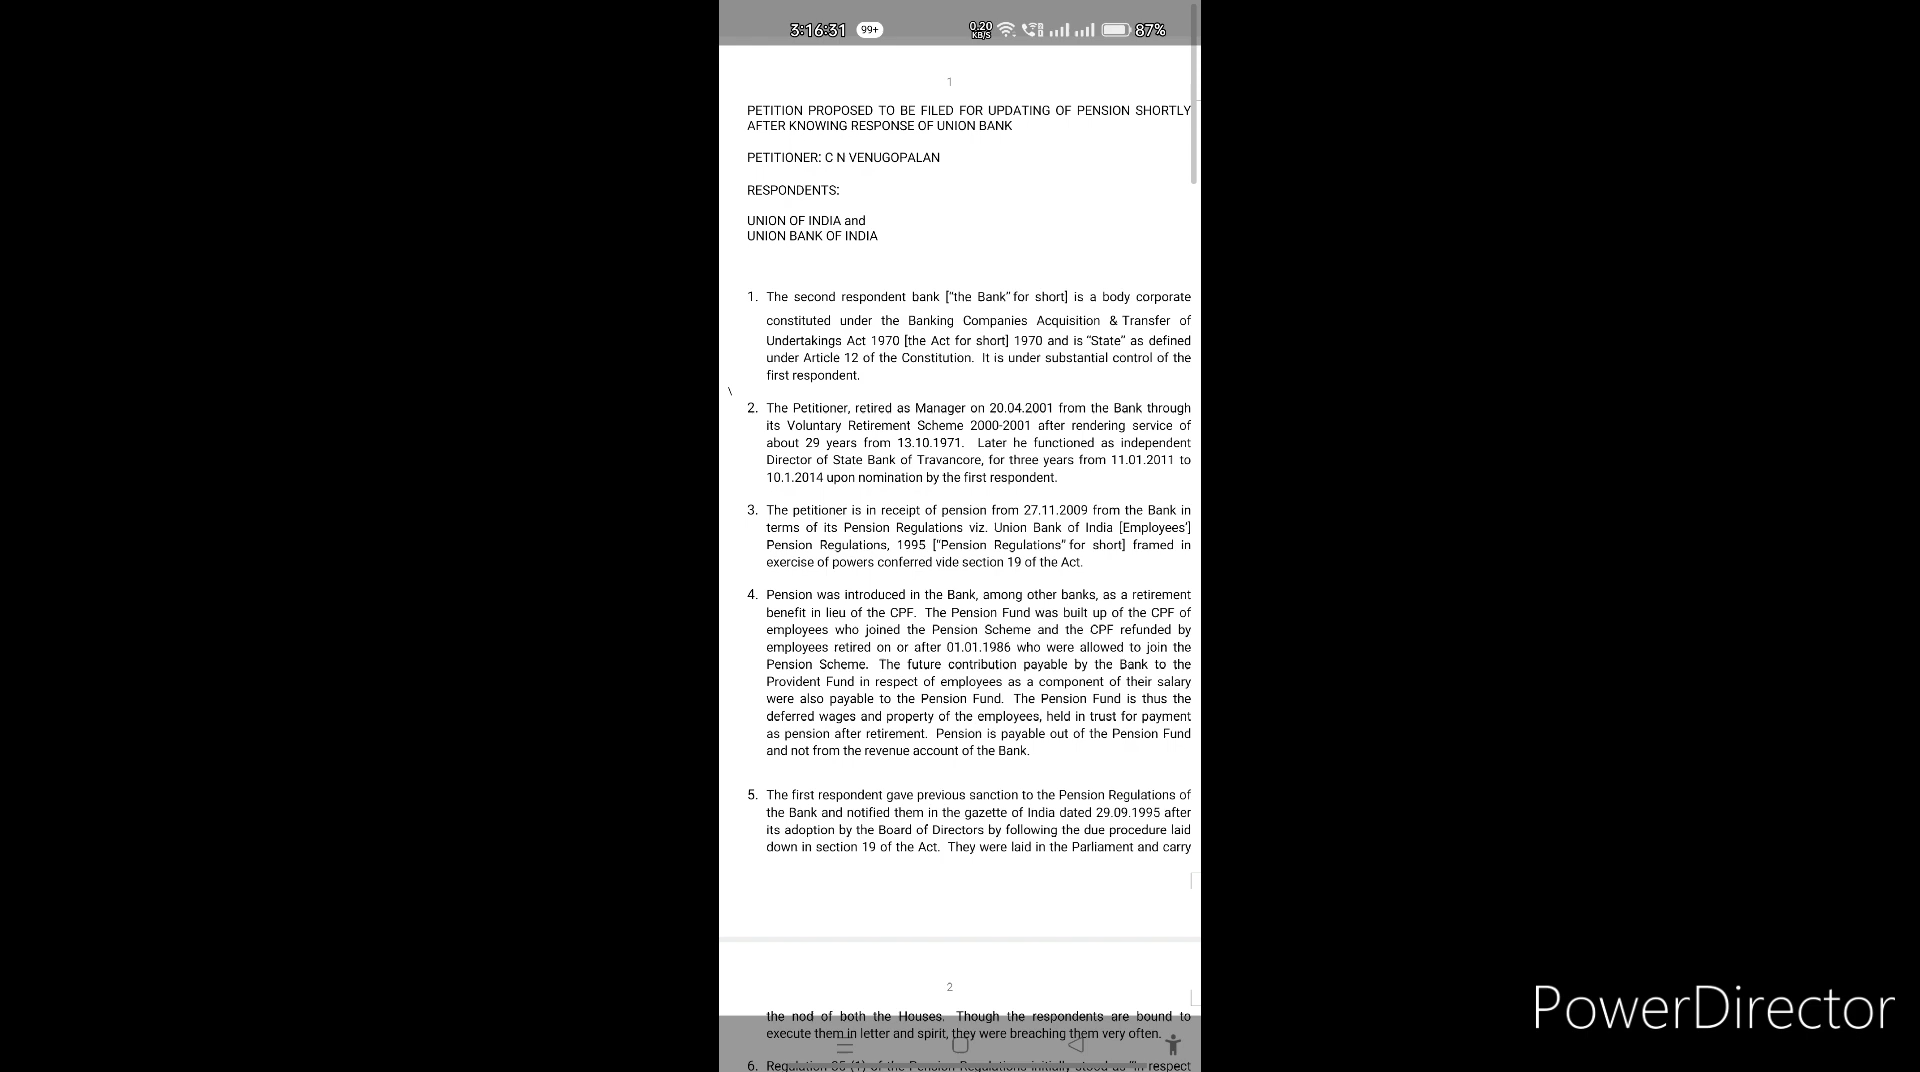 3:16:31 99+ 0.20 KB/S 87%
1
PETITION PROPOSED TO BE FILED FOR UPDATING OF PENSION SHORTLY
AFTER KNOWING RESPONSE OF UNION BANK
PETITIONER: C N VENUGOPALAN
RESPONDENTS:
UNION OF INDIA and
UNION BANK OF INDIA
1. The second respondent bank ["the Bank" for short] is a body corporate
constituted under the Banking Companies Acquisition & Transfer of
Undertakings Act 1970 [the Act for short] 1970 and is “State” as defined
under Article 12 of the Constitution. It is under substantial control of the
first respondent.
\
2. The Petitioner, retired as Manager on 20.04.2001 from the Bank through
its Voluntary Retirement Scheme 2000-2001 after rendering service of
about 29 years from 13.10.1971. Later he functioned as independent
Director of State Bank of Travancore, for three years from 11.01.2011 to
10.1.2014 upon nomination by the first respondent.
3. The petitioner is in receipt of pension from 27.11.2009 from the Bank in
terms of its Pension Regulations viz. Union Bank of India [Employees’]
Pension Regulations, 1995 [“Pension Regulations” for short] framed in
exercise of powers conferred vide section 19 of the Act.
4. Pension was introduced in the Bank, among other banks, as a retirement
benefit in lieu of the CPF. The Pension Fund was built up of the CPF of
employees who joined the Pension Scheme and the CPF refunded by
employees retired on or after 01.01.1986 who were allowed to join the
Pension Scheme. The future contribution payable by the Bank to the
Provident Fund in respect of employees as a component of their salary
were also payable to the Pension Fund. The Pension Fund is thus the
deferred wages and property of the employees, held in trust for payment
as pension after retirement. Pension is payable out of the Pension Fund
and not from the revenue account of the Bank.
5. The first respondent gave previous sanction to the Pension Regulations of
the Bank and notified them in the gazette of India dated 29.09.1995 after
its adoption by the Board of Directors by following the due procedure laid
down in section 19 of the Act. They were laid in the Parliament and carry
2
the nod of both the Houses. Though the respondents are bound to
execute them in letter and spirit, they were breaching them very often.
6. Regulation 35 (1) of the Pension Regulations initially stood as "In respect
PowerDirector